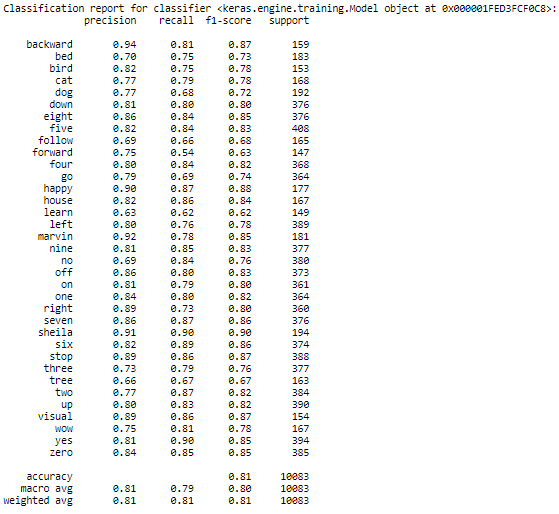 Classification report for classifier <keras.engine.training.Model object at 0x000001FED3FCF0C8>:
precision recall f1-score support
backward 0.94 0.81 0.87 159
bed 0.70 0.75 0.73 183
bird 0.82 0.75 0.78 153
cat 0.77 0.79 0.78 168
dog 0.77 0.68 0.72 192
down 0.81 0.80 0.80 376
eight 0.86 0.84 0.85 376
five 0.82 0.84 0.83 408
follow 0.69 0.66 0.68 165
forward 0.75 0.54 0.63 147
four 0.80 0.84 0.82 368
go 0.79 0.69 0.74 364
happy 0.90 0.87 0.88 177
house 0.82 0.86 0.84 167
learn 0.63 0.62 0.62 149
left 0.80 0.76 0.78 389
marvin 0.92 0.78 0.85 181
nine 0.81 0.85 0.83 377
no 0.69 0.84 0.76 380
off 0.86 0.80 0.83 373
on 0.81 0.79 0.80 361
one 0.84 0.80 0.82 364
right 0.89 0.73 0.80 360
seven 0.86 0.87 0.86 376
sheila 0.91 0.90 0.90 194
six 0.82 0.89 0.86 374
stop 0.89 0.86 0.87 388
three 0.73 0.79 0.76 377
tree 0.66 0.67 0.67 163
two 0.77 0.87 0.82 384
up 0.80 0.83 0.82 390
visual 0.89 0.86 0.87 154
wow 0.75 0.81 0.78 167
yes 0.81 0.90 0.85 394
zero 0.84 0.85 0.85 385
accuracy 0.81 10083
macro avg 0.81 0.79 0.80 10083
weighted avg 0.81 0.81 0.81 10083